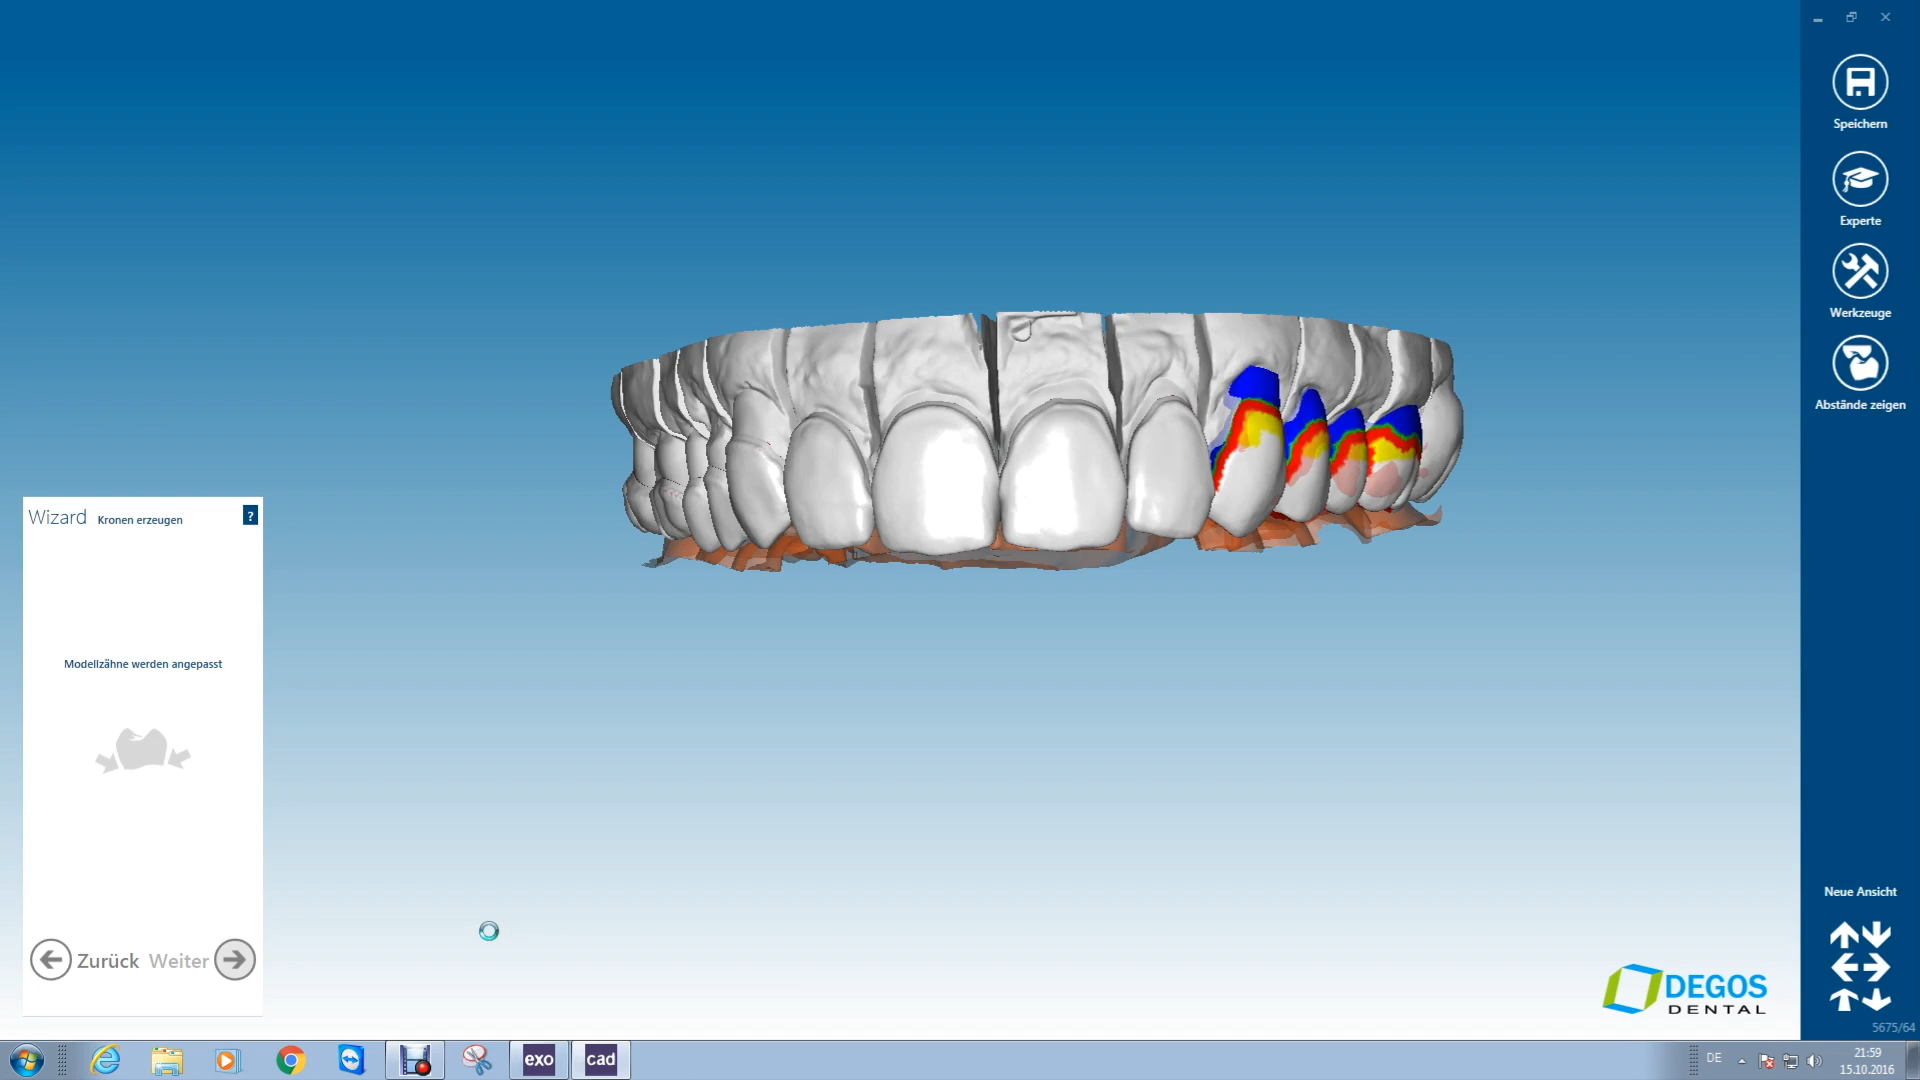 Speichern
Experte
Werkzeuge
Abstände zeigen
Wizard Kronen erzeugen ?
Modellzähne werden angepasst
Zurück Weiter
Neue Ansicht
DEGOS
DENTAL
5675/64
exo
cad
DE
21:59
15.10.2016